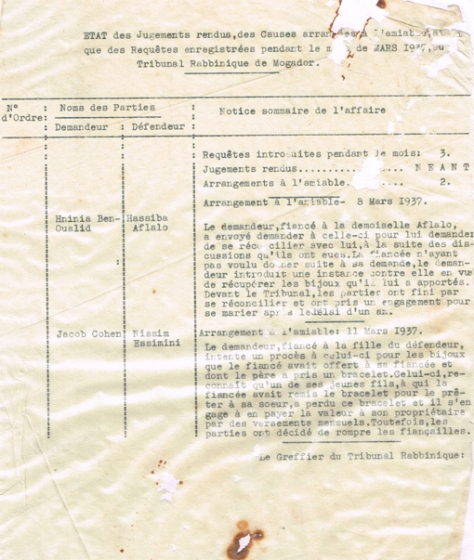 ETAT des Jugements rendus,des Causes arrangées à l'amiable,
que des Requêtes enregistrées pendant le de MARS 1937,au
Tribunal Rabbinique de Mogador.
N° d'Ordre: Noms des Parties Notice sommaire de l'affaire
Demandeur : Défendeur
Requêtes introsuites pendant le mois: 3.
Jugements rendus............... N E A N T
Arrangements à l'amiable. 2.
Arrangement à l'amiable- 8 Mars 1937.
Hninia Ben-Oualid Hassiba Aflalo
Le demandeur,fiancé à la demoiselle Aflalo,
a envoyé demander à celle-ci pour lui demander
de se réconcilier avec lui,à la suite des dis-
cussions qu'ils ont eues.La fiancée n'ayant
pas voulu donner suite à sa demande,le deman-
deur introduit une instance contre elle en vue
de récupérer les bijoux qu'il lui a apportés.
Devant le Tribunal,les partier ont fini par
se réconcilier et ont pris un engagement pour
se marier après ledélai d'un an.
Jacob Cohen Nissim Essimini
Arrangement à l'amiable: 11 Mars 1937.
Le demandeur,fiancé à la fille du défendeur,
intente un procès à celui-ci pour les bijoux
que le fiancé avait offert à sa fiancée et
dont le père a pris un bracelet.Celui-ci,re-
connaît qu'un de ses jeunes fils,à qui la
fiancée avait remis le bracelet pour le prê-
ter à sa soeur,a perdu ce bracelet et il s'en
gage à en payer la valeur à son propriétaire
par des versements mensuels.Toutefois,les
parties ont décidé de rompre les fiançailles.
Le Greffier du Tribunal Rabbinique: